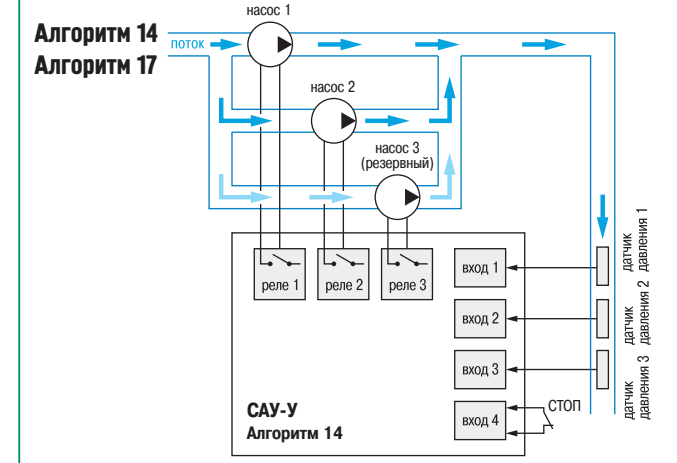 насос 1
Алгоритм 14
поток
Алгоритм 17
насос 2
насос 3
(резервный)
датчик
давления 1
реле 1
реле 2
реле 3
вход 1
вход 2
датчик
давления 2
вход 3
датчик
давления 3
вход 4
СТОП
САУ-У
Алгоритм 14